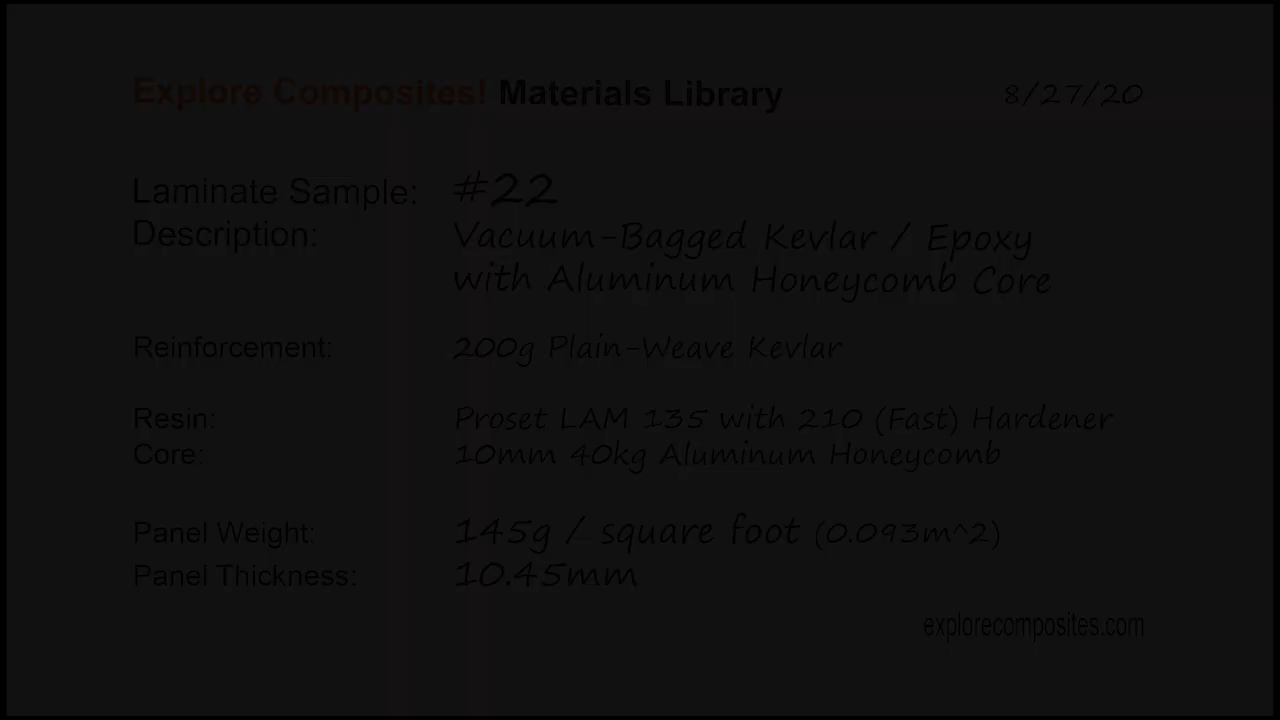 Explore Composites! Materials Library 8/27/20
Laminate Sample: #22
Description: Vacuum-Bagged Kevlar / Epoxy
with Aluminum Honeycomb Core
Reinforcement: 200g Plain-Weave Kevlar
Resin: Proset LAM 135 with 210 (Fast) Hardener
Core: 10mm 40kg Aluminum Honeycomb
Panel Weight: 145g / square foot (0.093m^2)
Panel Thickness: 10.45mm
explorecomposites.com